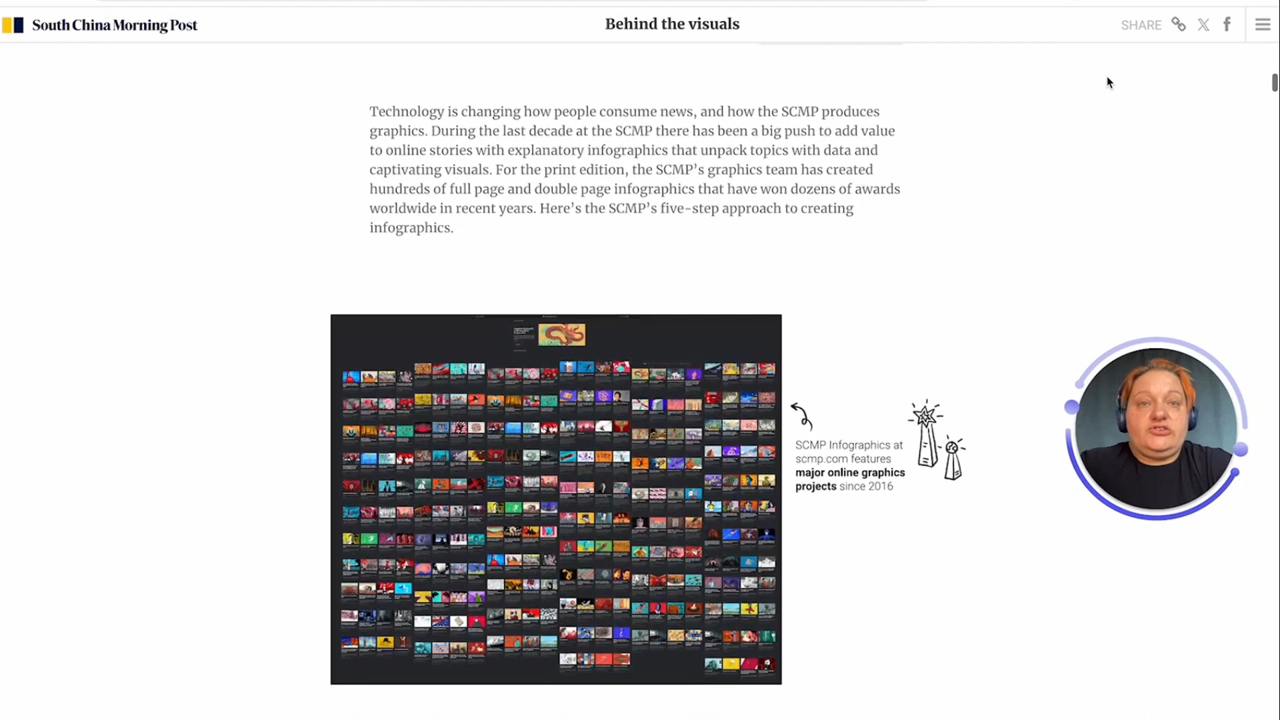 South China Morning Post
Behind the visuals
SHARE
Technology is changing how people consume news, and how the SCMP produces
graphics. During the last decade at the SCMP there has been a big push to add value
to online stories with explanatory infographics that unpack topics with data and
captivating visuals. For the print edition, the SCMP’s graphics team has created
hundreds of full page and double page infographics that have won dozens of awards
worldwide in recent years. Here’s the SCMP’s five-step approach to creating
infographics.
SCMP Infographics at
scmp.com features
major online graphics
projects since 2016